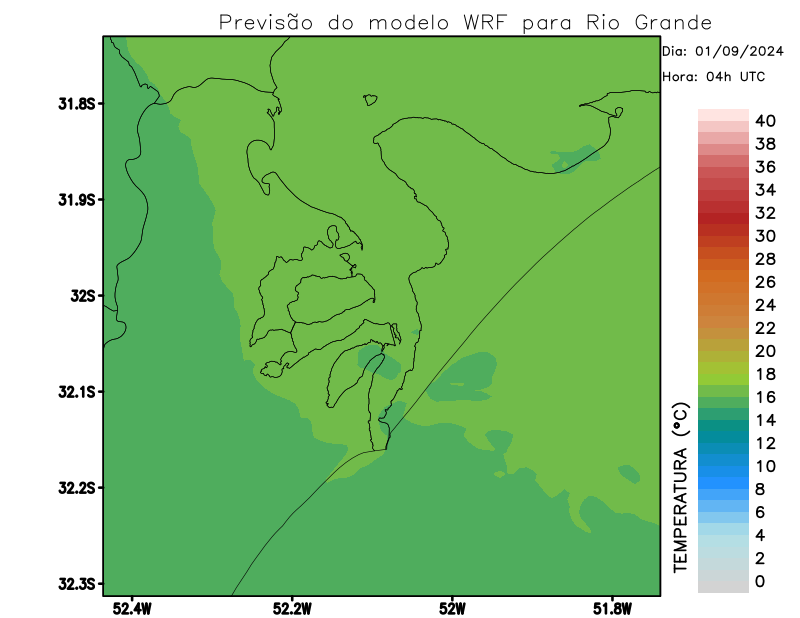 Previsão do modelo WRF para Rio Grande
Dia: 01/09/2024
Hora: 04h UTC
31.8S
31.9S
32S
32.1S
32.2S
32.3S
52.4W
52.2W
52W
51.8W
TEMPERATURA (°C)
40
38
36
34
32
30
28
26
24
22
20
18
16
14
12
10
8
6
4
2
0